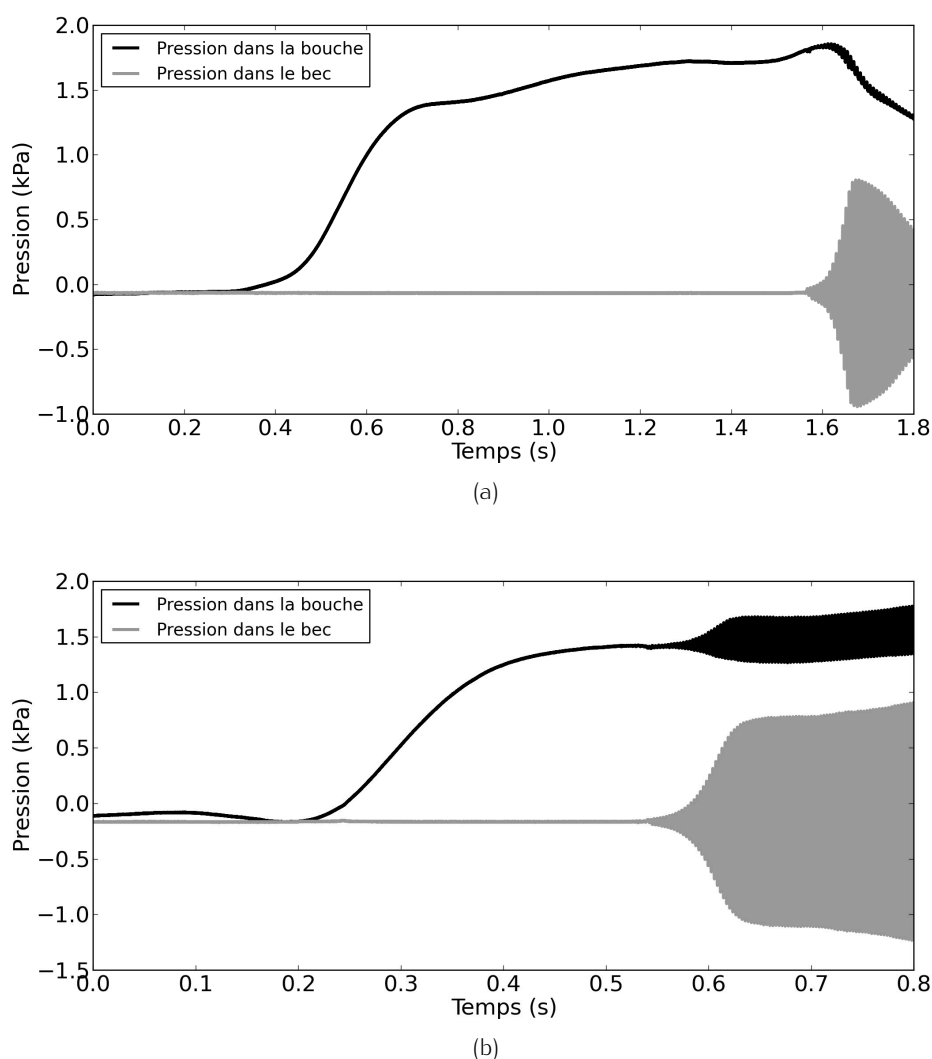 2.0
Pression dans la bouche
Pression dans le bec
1.5
1.0
0.5
0.0
−0.5
−1.0
Pression (kPa)
0.0 0.2 0.4 0.6 0.8 1.0 1.2 1.4 1.6 1.8
Temps (s)
(a)
2.0
Pression dans la bouche
Pression dans le bec
1.5
1.0
0.5
0.0
−0.5
−1.0
−1.5
Pression (kPa)
0.0 0.1 0.2 0.3 0.4 0.5 0.6 0.7 0.8
Temps (s)
(b)